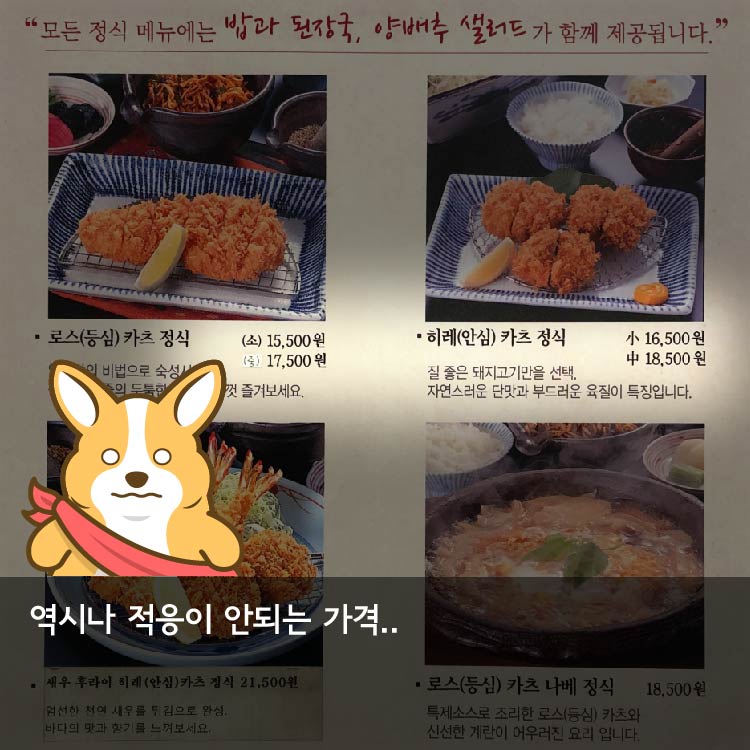 “모든 정식 메뉴에는 밥과 된장국, 양배추 샐러드가 함께 제공됩니다.”
로스(등심) 카츠 정식 (소) 15,500원
(중) 17,500원
의 비법으로 숙성시
의 두툼한 껏 즐겨보세요.
히레(안심) 카츠 정식 小 16,500원
中 18,500원
질 좋은 돼지고기만을 선택,
자연스러운 단맛과 부드러운 육질이 특징입니다.
역시나 적응이 안되는 가격..
새우 후라이 히레(안심)카츠 정식 21,500원
엄선한 천연 새우를 튀김으로 완성.
바다의 맛과 향기를 느껴보세요.
로스(등심) 카츠 나베 정식 18,500원
특제소스로 조리한 로스(등심) 카츠와
신선한 계란이 어우러진 요리 입니다.